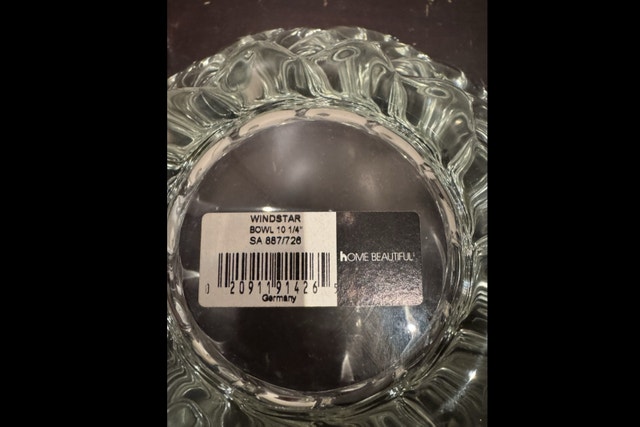 WINDSTAR
BOWL 10 1/4"
SA 887/726
hOME BEAUTIFUL
0 20911 91426 5
Germany